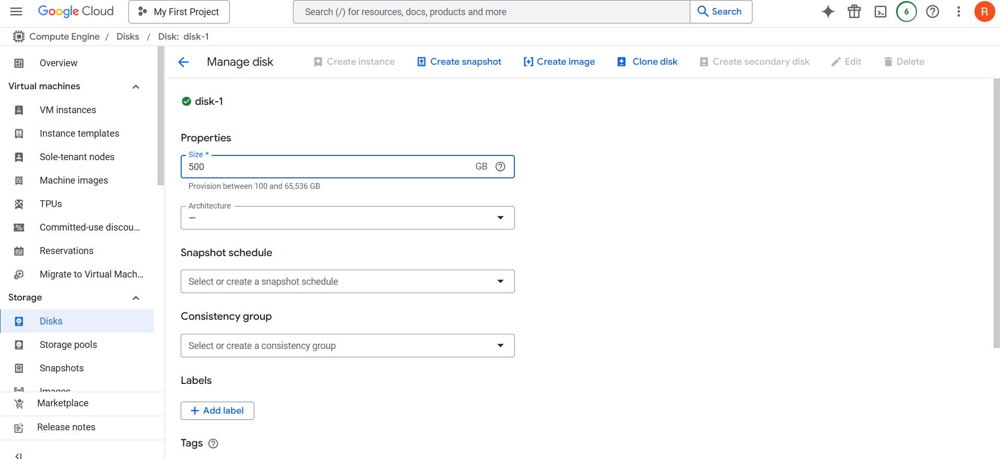 Google Cloud
My First Project
Search (/) for resources, docs, products and more
Search
6
R
Compute Engine / Disks / Disk: disk-1
Overview
Virtual machines
VM instances
Instance templates
Sole-tenant nodes
Machine images
TPUs
Committed-use discou...
Reservations
Migrate to Virtual Mach...
Storage
Disks
Storage pools
Snapshots
Images
Marketplace
Release notes
Manage disk
Create instance
Create snapshot
Create image
Clone disk
Create secondary disk
Edit
Delete
disk-1
Properties
Size *
500 GB
Provision between 100 and 65,536 GB
Architecture
—
Snapshot schedule
Select or create a snapshot schedule
Consistency group
Select or create a consistency group
Labels
+ Add label
Tags